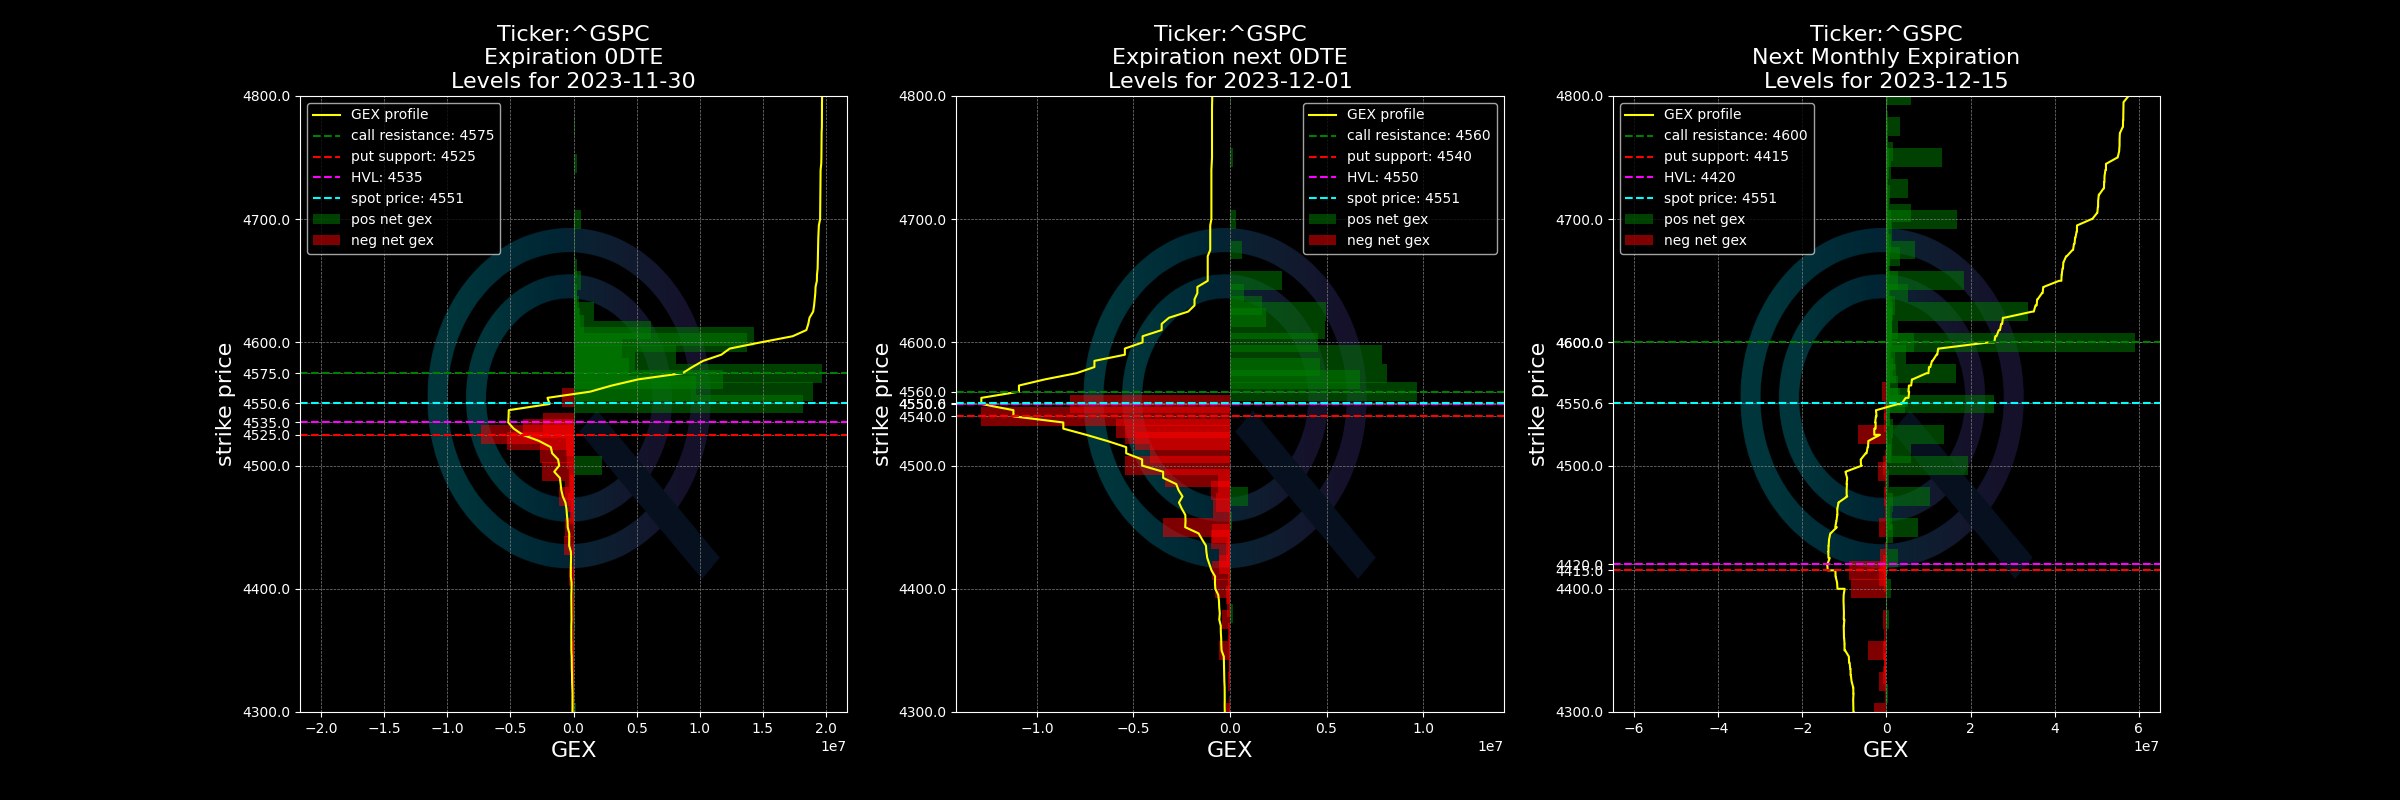 Ticker:^GSPC
Expiration 0DTE
Levels for 2023-11-30
4800.0
4700.0
4600.0
4575.0
4550.6
4535.0
4525.0
4500.0
4400.0
4300.0
strike price
GEX profile
call resistance: 4575
put support: 4525
HVL: 4535
spot price: 4551
pos net gex
neg net gex
−2.0 −1.5 −1.0 −0.5 0.0 0.5 1.0 1.5 2.0
1e7
GEX
Ticker:^GSPC
Expiration next 0DTE
Levels for 2023-12-01
4800.0
4700.0
4600.0
4560.0
4550.6
4540.0
4500.0
4400.0
4300.0
strike price
GEX profile
call resistance: 4560
put support: 4540
HVL: 4550
spot price: 4551
pos net gex
neg net gex
−1.0 −0.5 0.0 0.5 1.0
1e7
GEX
Ticker:^GSPC
Next Monthly Expiration
Levels for 2023-12-15
4800.0
4700.0
4600.0
4550.6
4500.0
4420.0
4415.0
4400.0
4300.0
strike price
GEX profile
call resistance: 4600
put support: 4415
HVL: 4420
spot price: 4551
pos net gex
neg net gex
−6 −4 −2 0 2 4 6
1e7
GEX